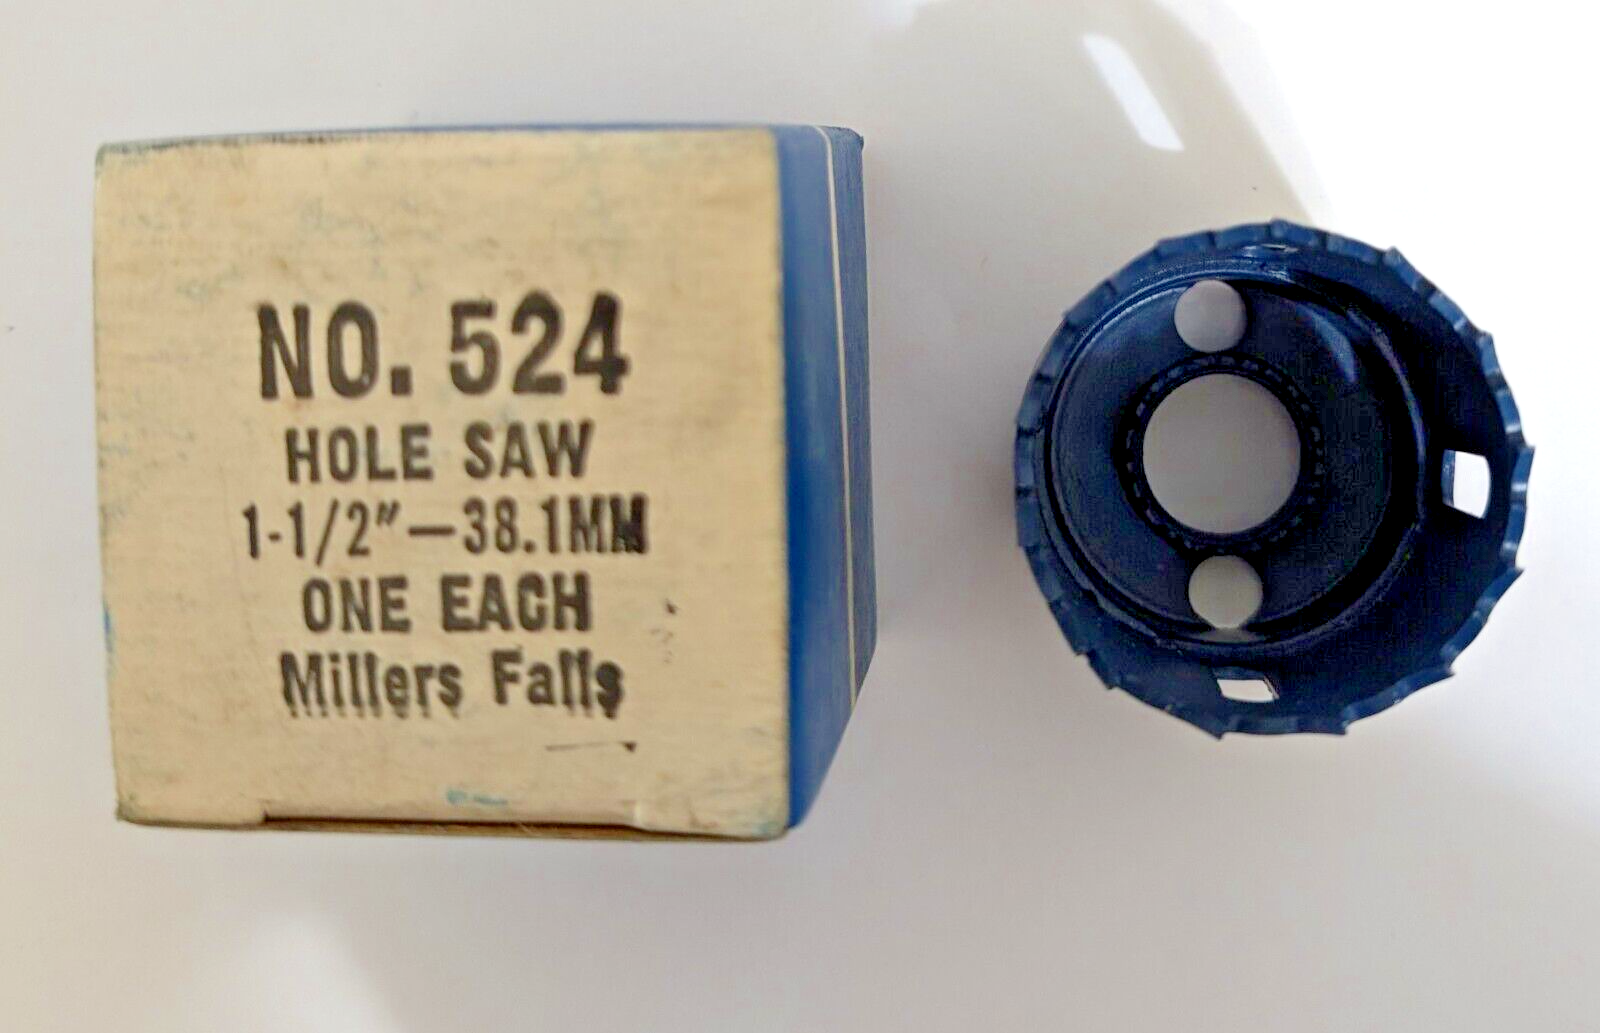 NO. 524
HOLE SAW
1-1/2"—38.1MM
ONE EACH
Millers Falls